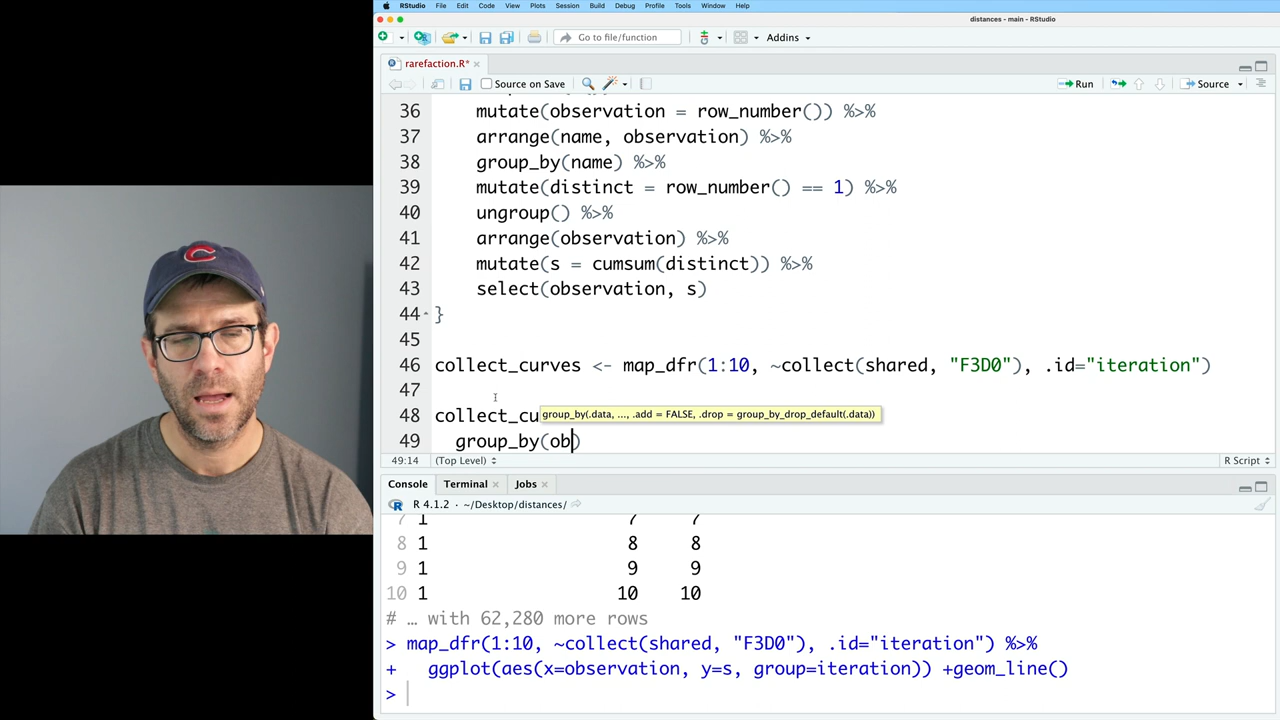 RStudio File Edit Code View Plots Session Build Debug Profile Tools Window Help
distances - main - RStudio
Go to file/function Addins
rarefaction.R*
Source on Save Run Source
36 mutate(observation = row_number()) %>%
37 arrange(name, observation) %>%
38 group_by(name) %>%
39 mutate(distinct = row_number() == 1) %>%
40 ungroup() %>%
41 arrange(observation) %>%
42 mutate(s = cumsum(distinct)) %>%
43 select(observation, s)
44 }
45
46 collect_curves <- map_dfr(1:10, ~collect(shared, "F3D0"), .id="iteration")
47
group_by(.data, ..., .add = FALSE, .drop = group_by_drop_default(.data))
48 collect_cu
49 group_by(ob)
49:14 (Top Level) R Script
Console Terminal Jobs
R 4.1.2 · ~/Desktop/distances/
7 1 7 7
8 1 8 8
9 1 9 9
10 1 10 10
# … with 62,280 more rows
> map_dfr(1:10, ~collect(shared, "F3D0"), .id="iteration") %>%
+ ggplot(aes(x=observation, y=s, group=iteration)) +geom_line()
>
C